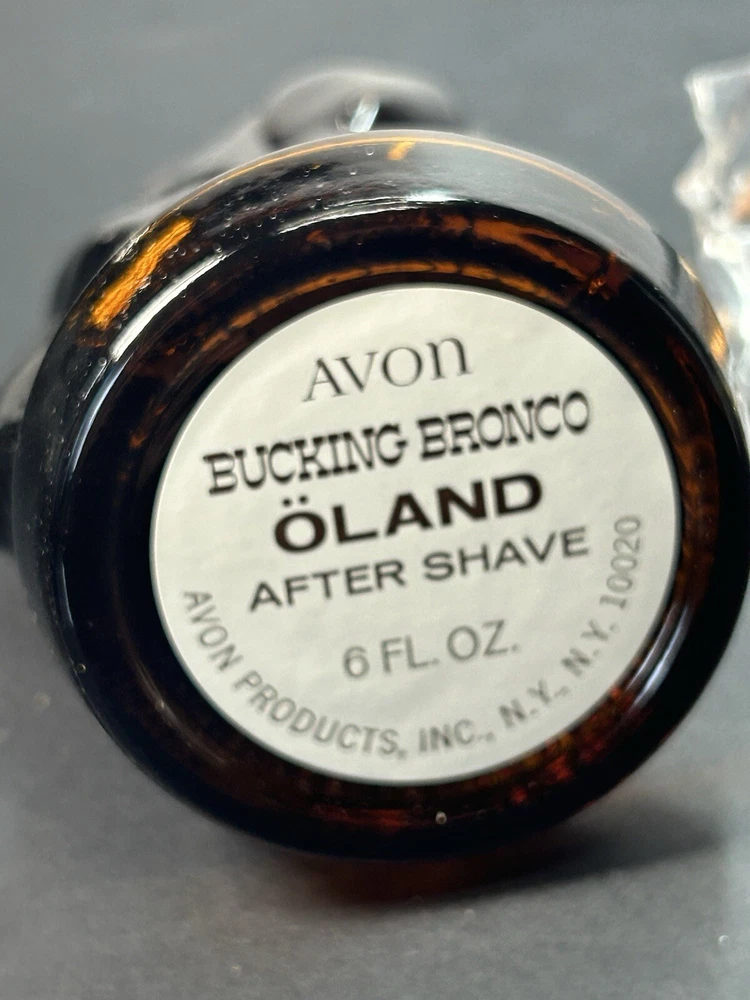 AVON
BUCKING BRONCO
ÖLAND
AFTER SHAVE
6 FL. OZ.
AVON PRODUCTS, INC., N.Y., N.Y. 10020